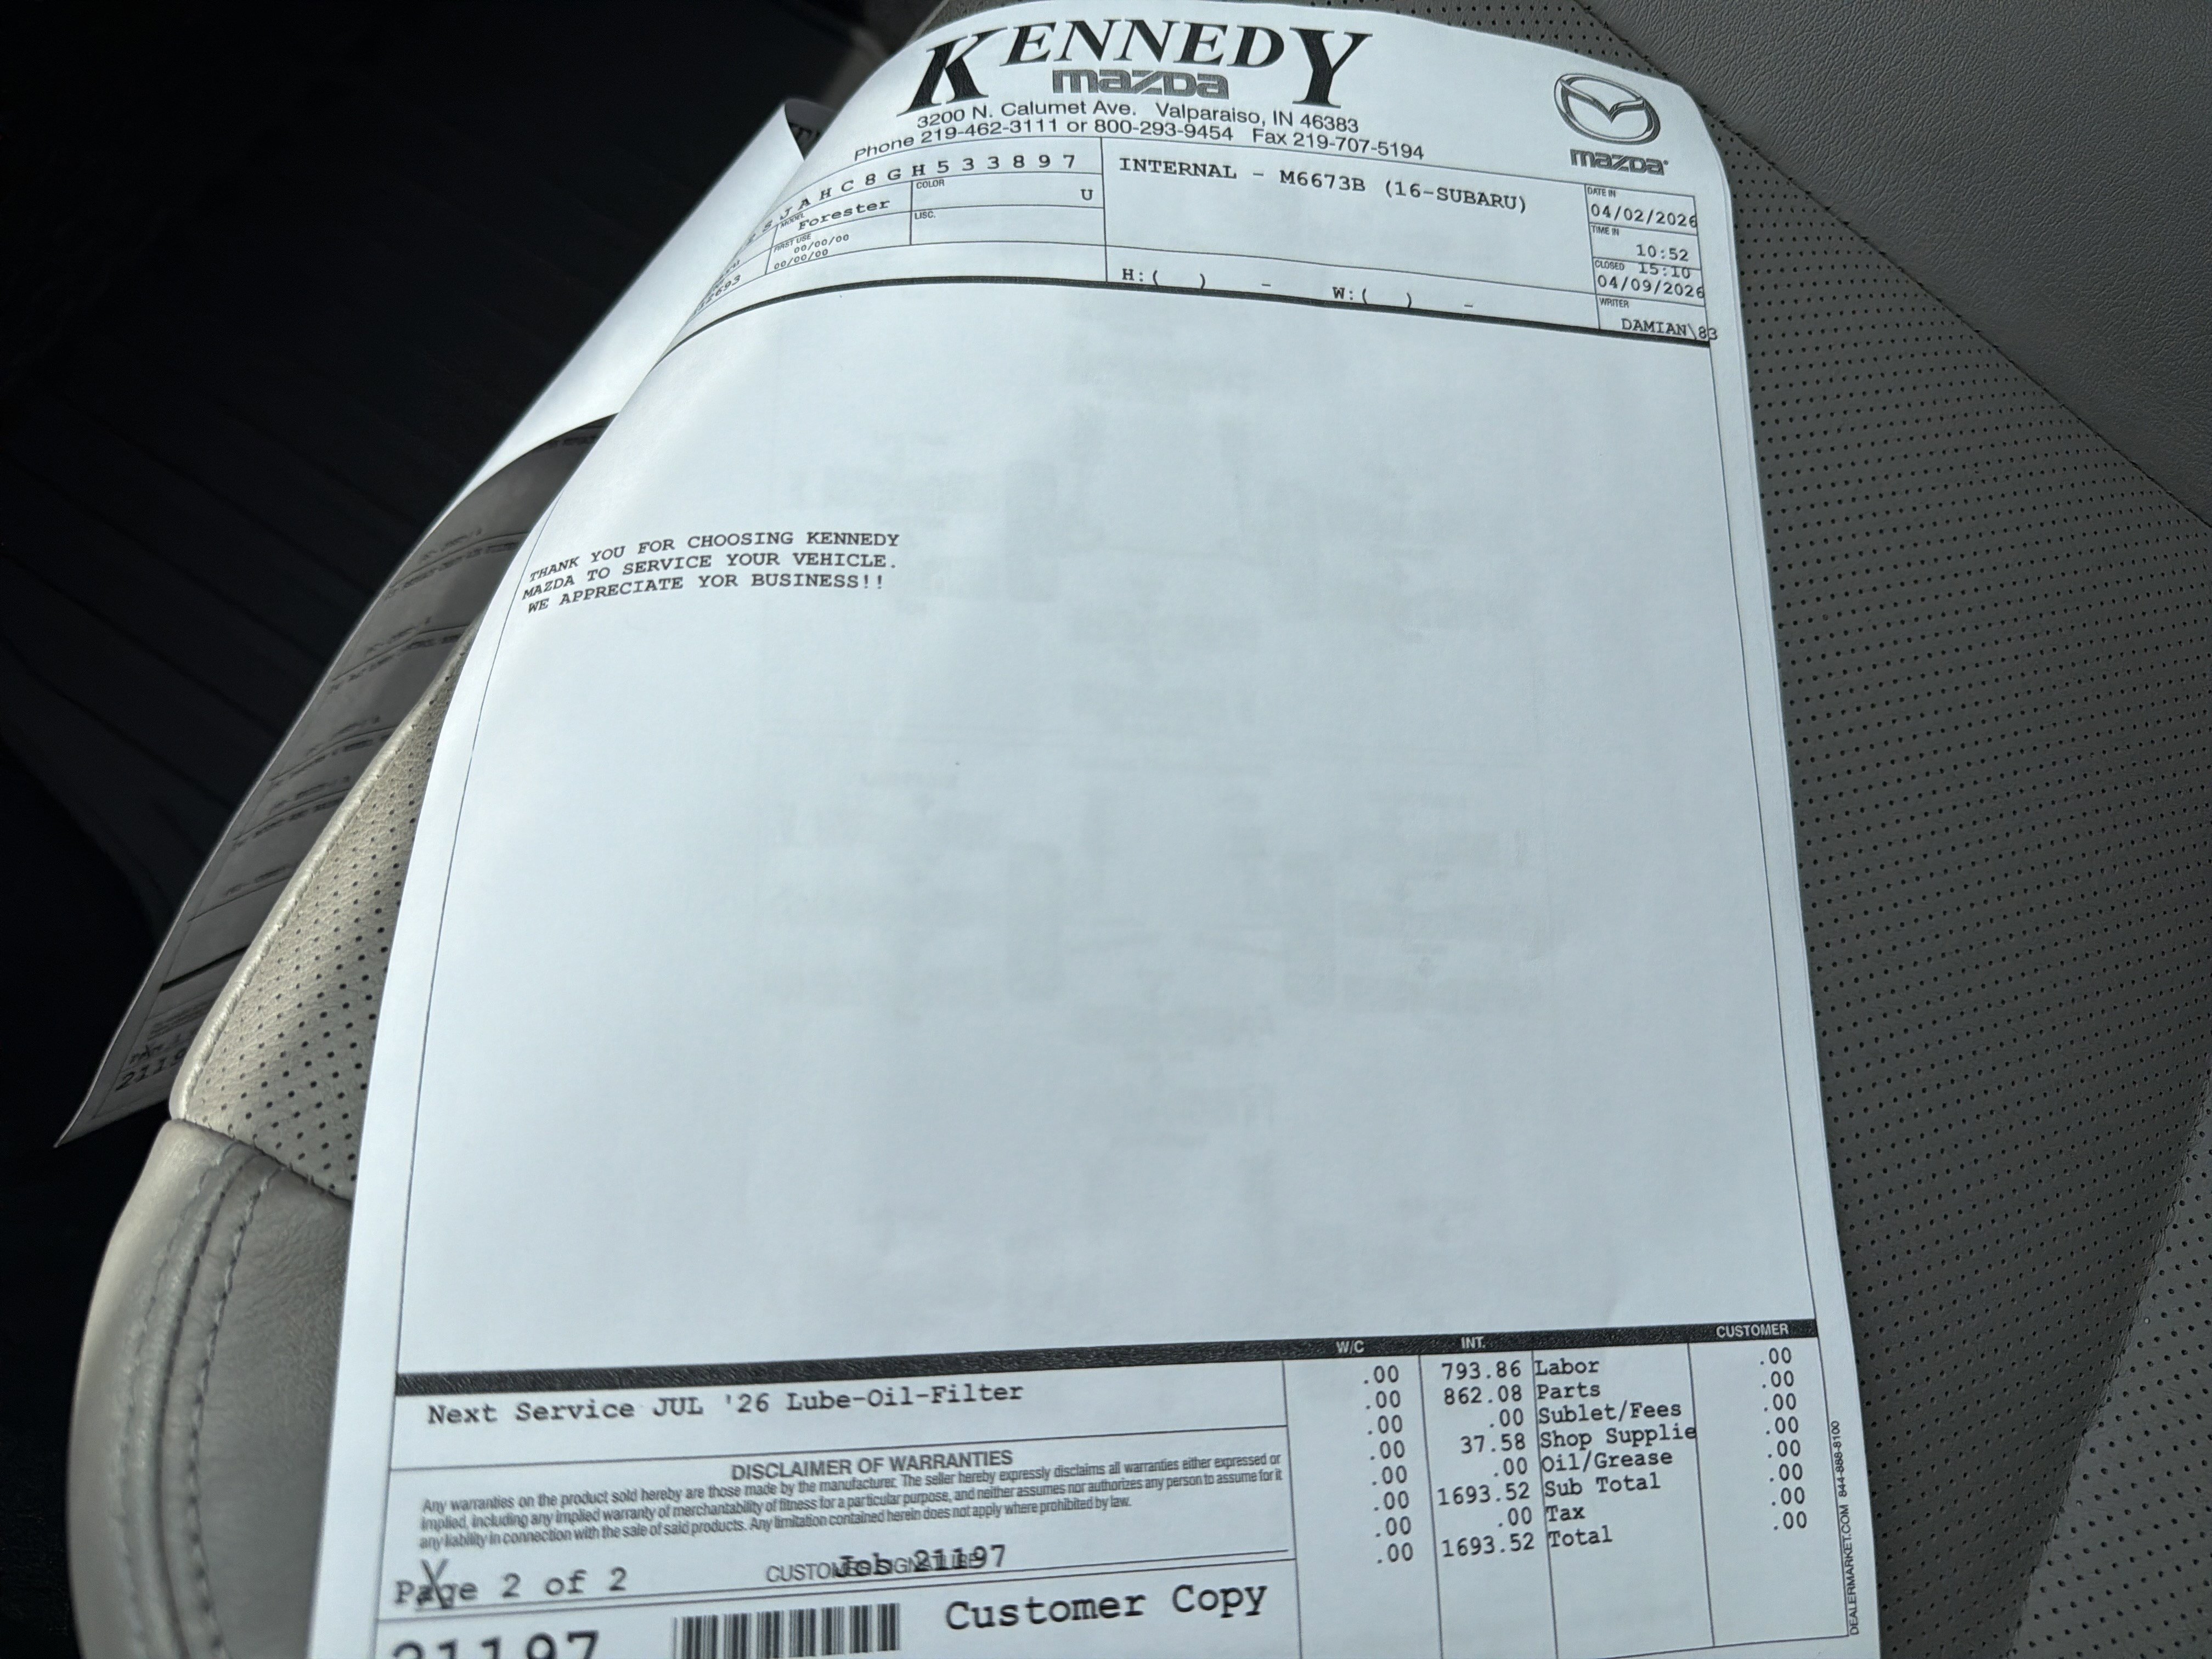 KENNEDY
mazda
3200 N. Calumet Ave. Valparaiso, IN 46383
Phone 219-462-3111 or 800-293-9454 Fax 219-707-5194
mazda
SJAHC8GH533897
COLOR
U
MODEL
Forester
LISC.
FIRST USE
00/00/00
00/00/00
INTERNAL - M6673B (16-SUBARU)
H:( ) - W:( ) -
DATE IN
04/02/2026
TIME IN
10:52
CLOSED 15:10
04/09/2026
WRITER
DAMIAN\83
THANK YOU FOR CHOOSING KENNEDY
MAZDA TO SERVICE YOUR VEHICLE.
WE APPRECIATE YOR BUSINESS!!
W/C INT. CUSTOMER
.00 793.86 Labor .00
.00 862.08 Parts .00
.00 .00 Sublet/Fees .00
.00 37.58 Shop Supplie .00
.00 .00 Oil/Grease .00
.00 1693.52 Sub Total .00
.00 .00 Tax .00
.00 1693.52 Total .00
Next Service JUL '26 Lube-Oil-Filter
DISCLAIMER OF WARRANTIES
Any warranties on the product sold hereby are those made by the manufacturer. The seller hereby expressly disclaims all warranties either expressed or
implied, including any implied warranty of merchantability of fitness for a particular purpose, and neither assumes nor authorizes any person to assume for it
any liability in connection with the sale of said products. Any limitation contained herein does not apply where prohibited by law.
X
Page 2 of 2
CUSTOMER SIGNATURE
Job 21197
21197
Customer Copy
DEALERMARKET.COM 844-888-8100